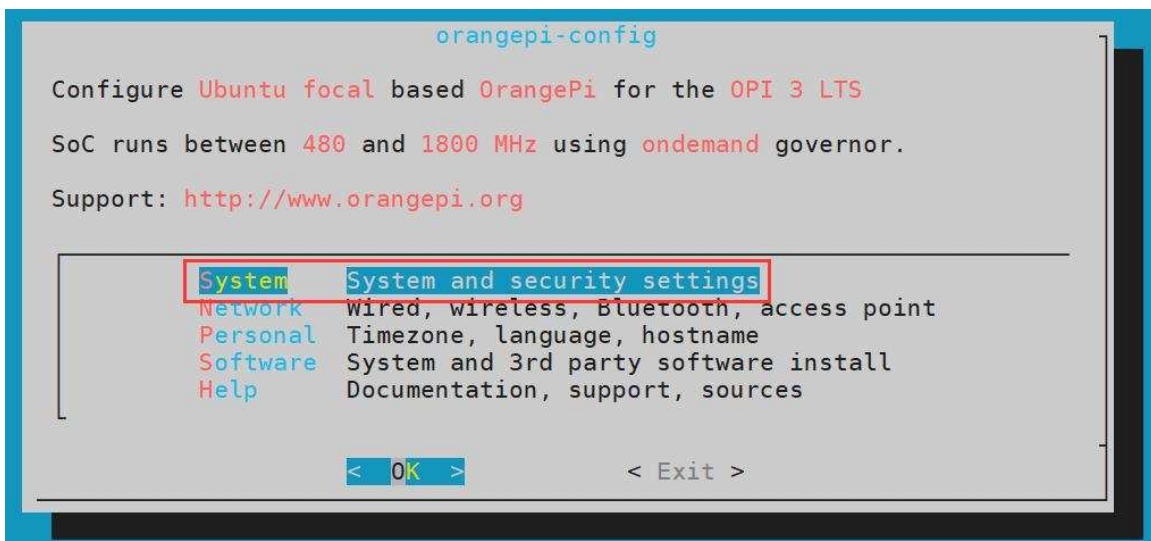 orangepi-config
Configure Ubuntu focal based OrangePi for the OPI 3 LTS
SoC runs between 480 and 1800 MHz using ondemand governor.
Support: http://www.orangepi.org
System System and security settings
Network Wired, wireless, Bluetooth, access point
Personal Timezone, language, hostname
Software System and 3rd party software install
Help Documentation, support, sources
< OK > < Exit >